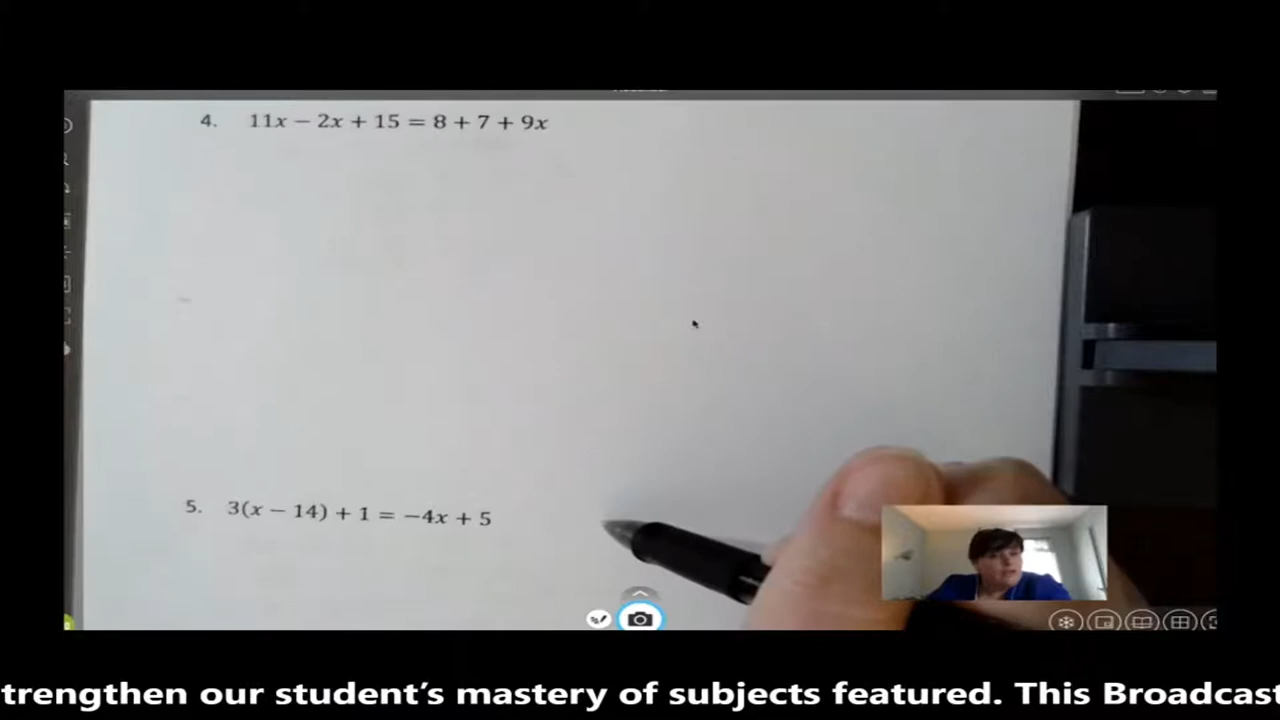 4. 11x − 2x + 15 = 8 + 7 + 9x
5. 3(x − 14) + 1 = −4x + 5
trengthen our student’s mastery of subjects featured. This Broadcast